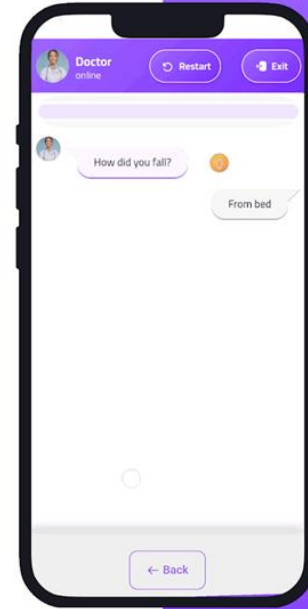 Doctor
online
Restart
Exit
How did you fall?
From bed
← Back